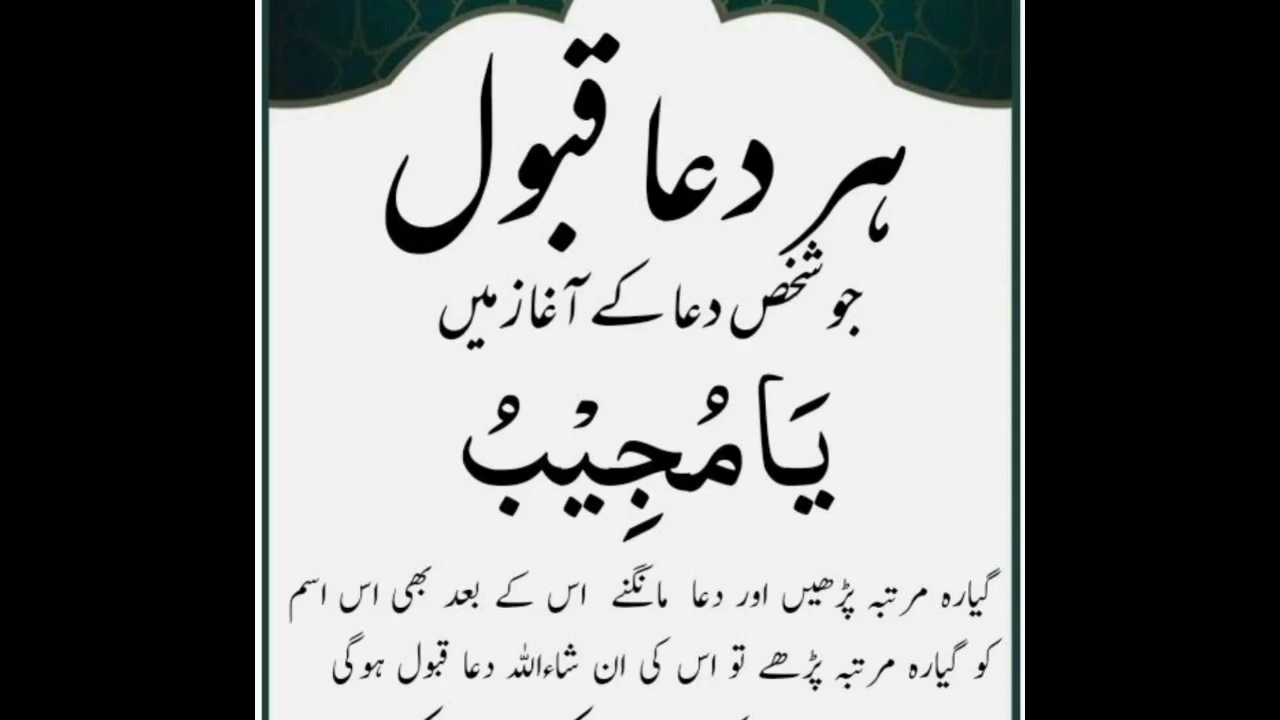 ہر دعا قبول
جو شخص دعا کے آغاز میں
يَا مُجِيْبُ
گیارہ مرتبہ پڑھیں اور دعا مانگنے اس کے بعد بھی اس اسم
کو گیارہ مرتبہ پڑھے تو اس کی ان شاءاللہ دعا قبول ہوگی